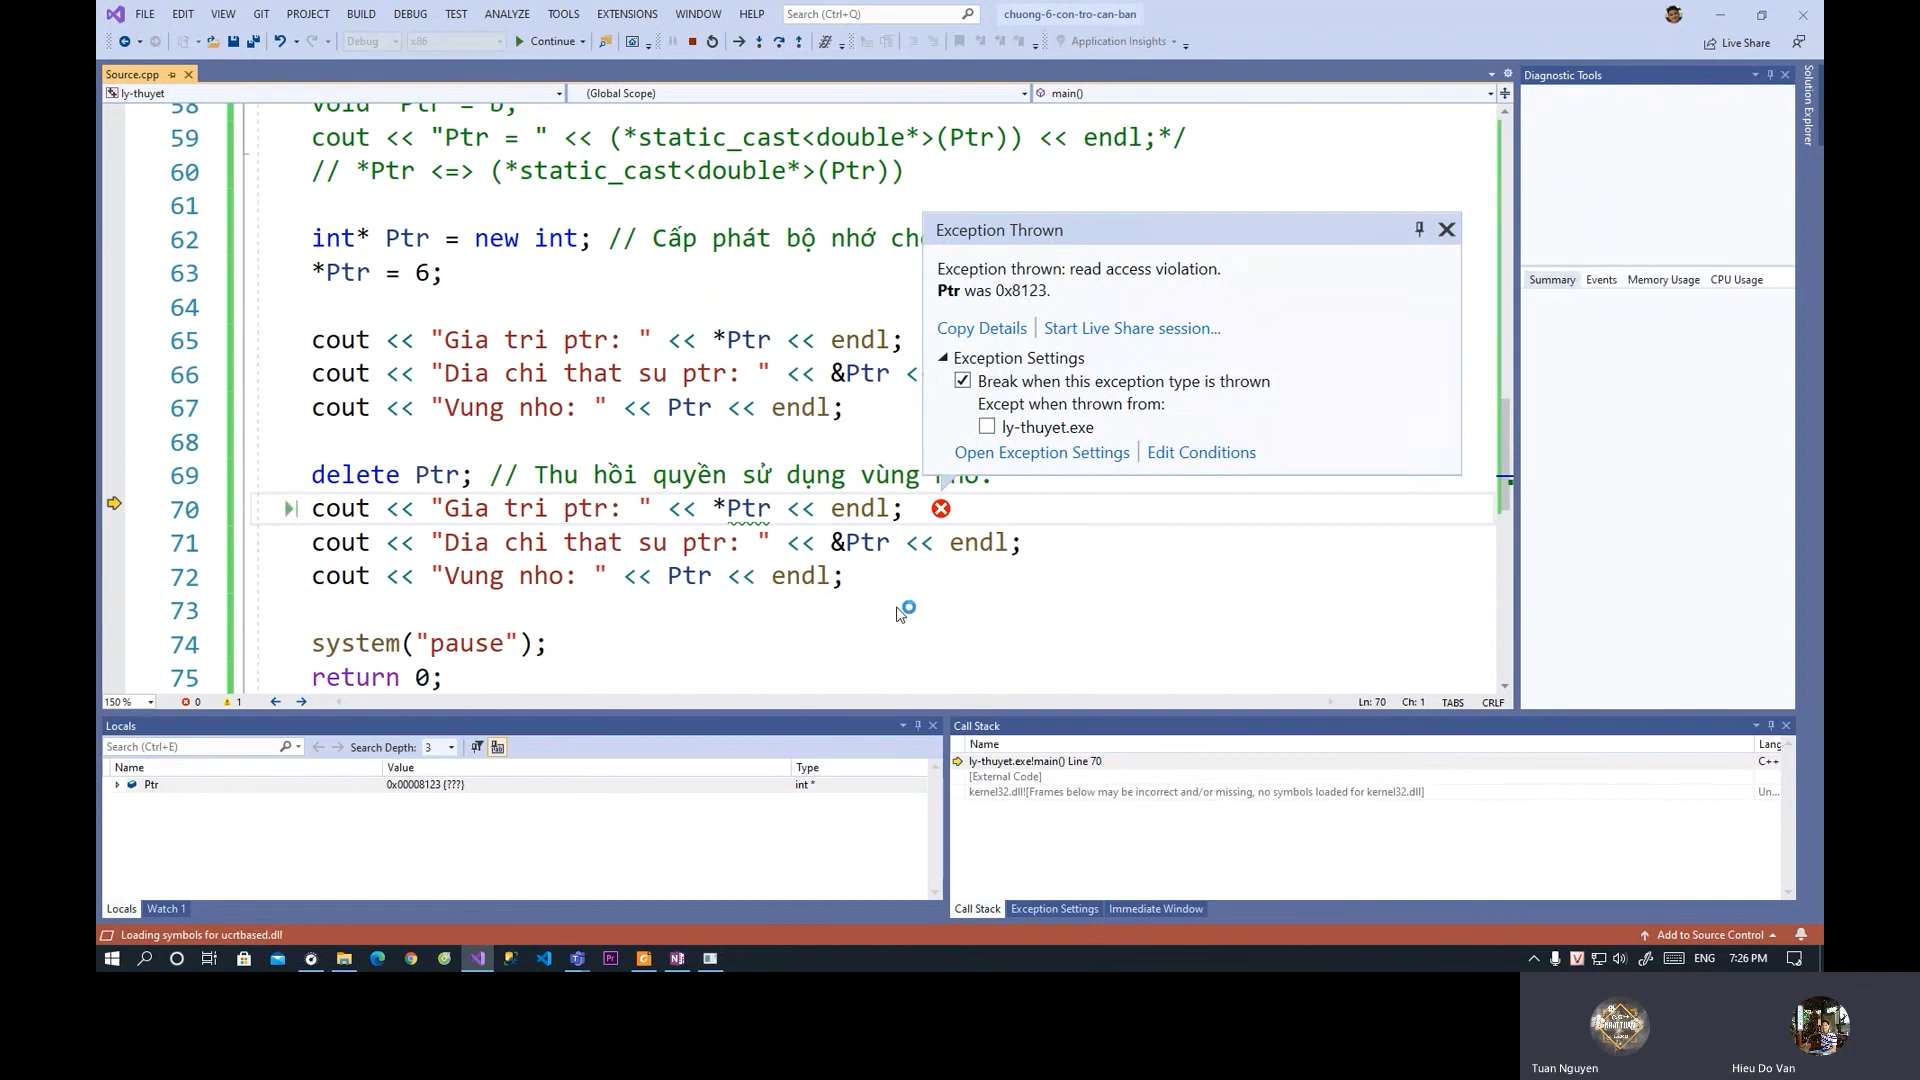 FILE EDIT VIEW GIT PROJECT BUILD DEBUG TEST ANALYZE TOOLS EXTENSIONS WINDOW HELP Search (Ctrl+Q) chuong-6-con-tro-can-ban
Debug x86 Continue Application Insights Live Share
Source.cpp
ly-thuyet (Global Scope) main()
58
59 cout << "Ptr = " << (*static_cast<double*>(Ptr)) << endl;*/
60 // *Ptr <=> (*static_cast<double*>(Ptr))
61
62 int* Ptr = new int; // Cấp phát bộ nhớ
63 *Ptr = 6;
64
65 cout << "Gia tri ptr: " << *Ptr << endl;
66 cout << "Dia chi that su ptr: " << &Ptr <
67 cout << "Vung nho: " << Ptr << endl;
68
69 delete Ptr; // Thu hồi quyền sử dụng vùng
70 cout << "Gia tri ptr: " << *Ptr << endl;
71 cout << "Dia chi that su ptr: " << &Ptr << endl;
72 cout << "Vung nho: " << Ptr << endl;
73
74 system("pause");
75 return 0;
Exception Thrown
Exception thrown: read access violation.
Ptr was 0x8123.
Copy Details Start Live Share session...
Exception Settings
Break when this exception type is thrown
Except when thrown from:
ly-thuyet.exe
Open Exception Settings Edit Conditions
Diagnostic Tools
Summary Events Memory Usage CPU Usage
Solution Explorer
150 % 0 1 Ln: 70 Ch: 1 TABS CRLF
Locals
Search (Ctrl+E) Search Depth: 3
Name Value Type
Ptr 0x00008123 {???} int *
Locals Watch 1
Call Stack
Name Lang
ly-thuyet.exe!main() Line 70 C++
[External Code]
kernel32.dll![Frames below may be incorrect and/or missing, no symbols loaded for kernel32.dll] Un...
Call Stack Exception Settings Immediate Window
Loading symbols for ucrtbased.dll Add to Source Control
ENG 7:26 PM
Tuan Nguyen Hieu Do Van